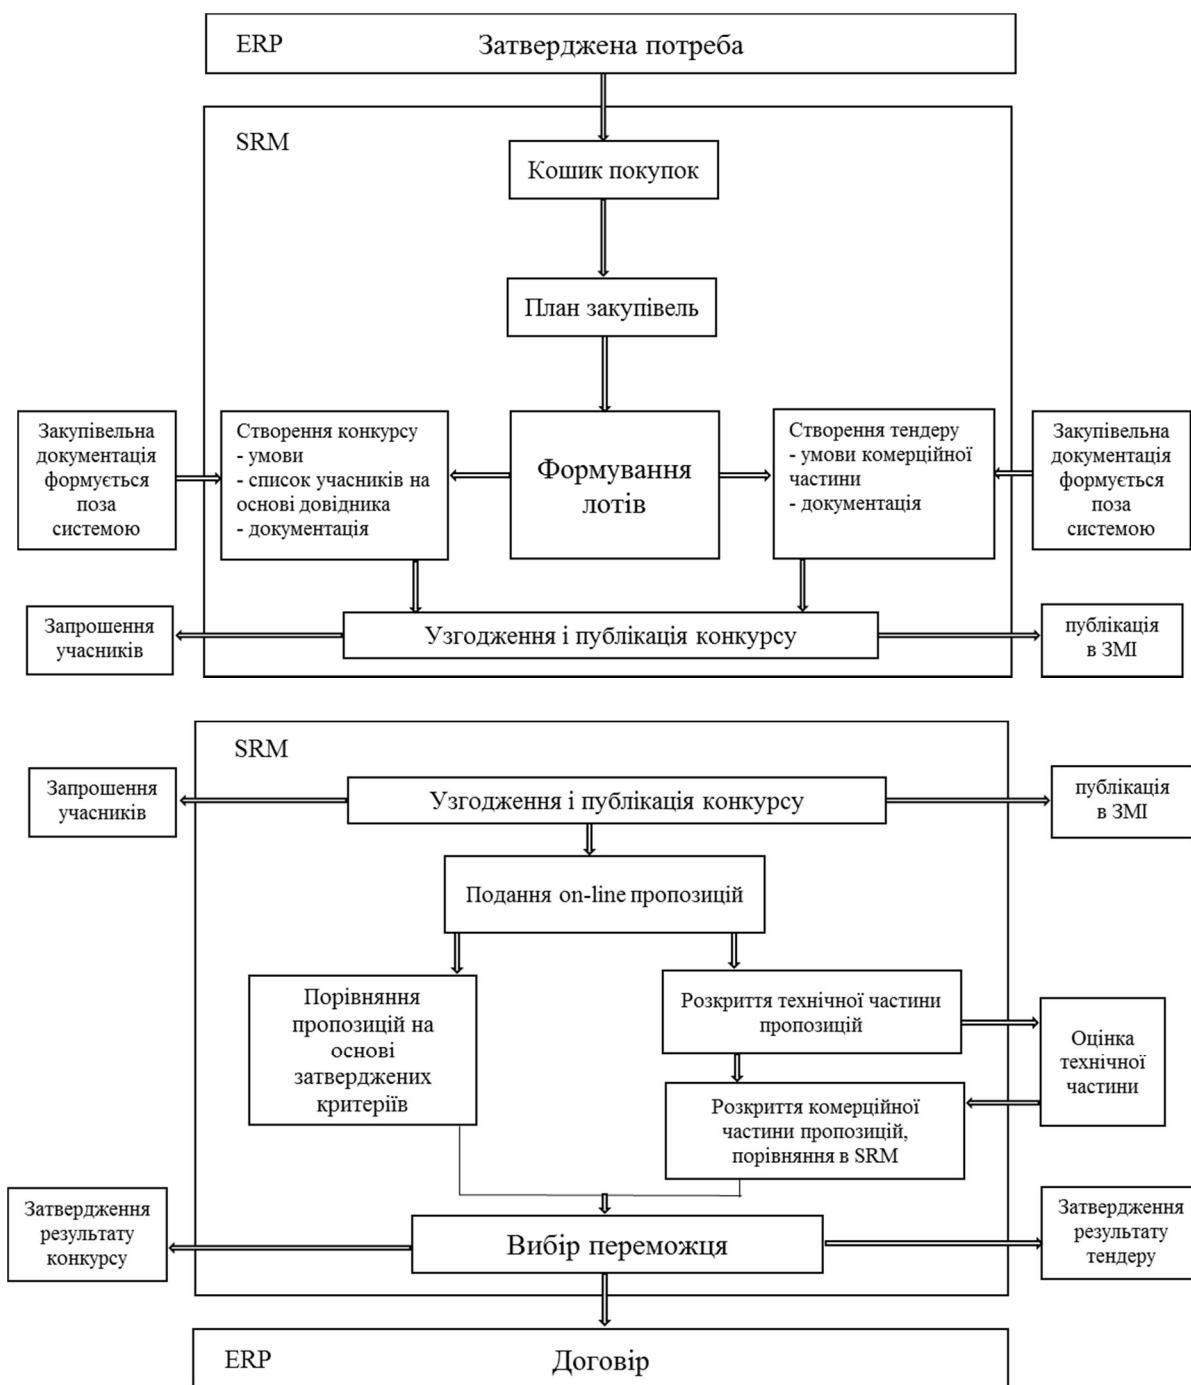 ERP
Затверджена потреба
SRM
Кошик покупок
План закупівель
Закупівельна
документація
формується
поза
системою
Створення конкурсу
- умови
- список учасників на
основі довідника
- документація
Формування
лотів
Створення тендеру
- умови комерційної
частини
- документація
Закупівельна
документація
формується
поза
системою
Запрошення
учасників
Узгодження і публікація конкурсу
публікація
в ЗМІ
SRM
Запрошення
учасників
Узгодження і публікація конкурсу
публікація
в ЗМІ
Подання on-line пропозицій
Порівняння
пропозицій на
основі
затверджених
критеріїв
Розкриття технічної частини
пропозицій
Оцінка
технічної
частини
Розкриття комерційної
частини пропозицій,
порівняння в SRM
Затвердження
результату
конкурсу
Вибір переможця
Затвердження
результату
тендеру
ERP
Договір